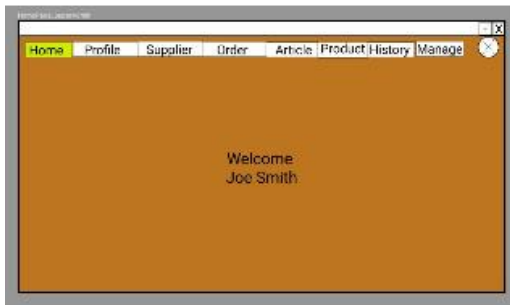 - X
Home Profile Supplier Order Article Product History Manage X
Welcome
Joe Smith